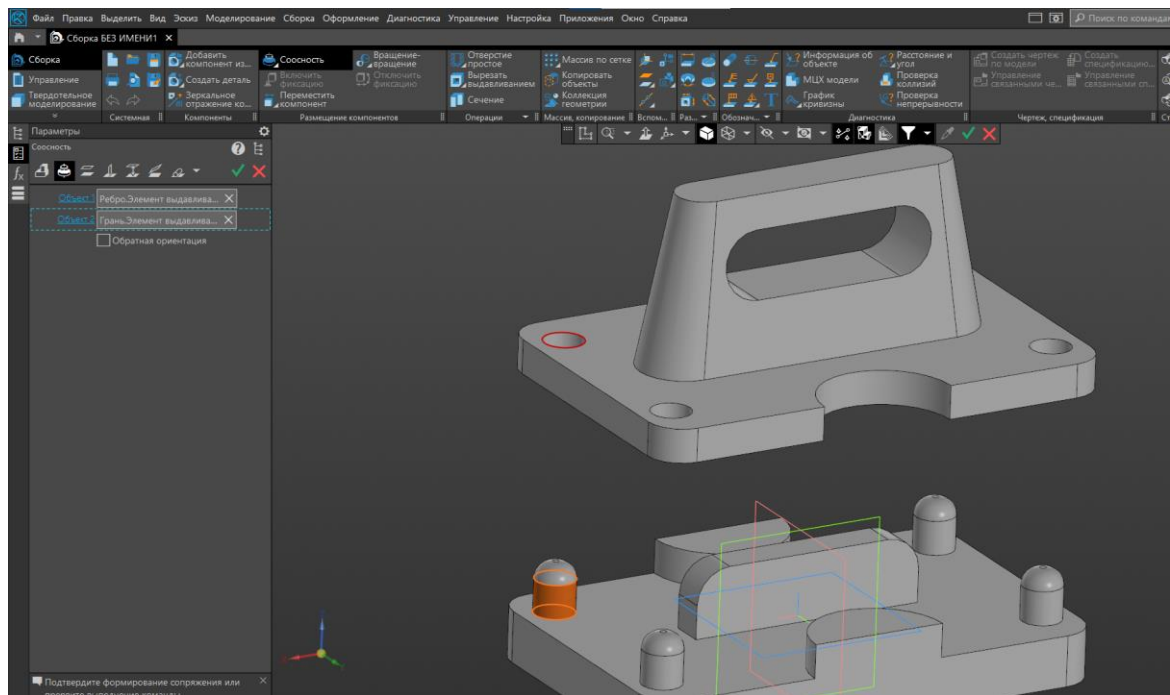 Файл Правка Выделить Вид Эскиз Моделирование Сборка Оформление Диагностика Управление Настройка Приложения Окно Справка
Поиск по командам
Сборка БЕЗ ИМЕНИ1 ×
Сборка
Управление
Твердотельное моделирование
Системная
Добавить компонент из...
Создать деталь
Зеркальное отражение ко...
Компоненты
Соосность
Включить фиксацию
Переместить компонент
Вращение-вращение
Отключить фиксацию
Размещение компонентов
Отверстие простое
Вырезать выдавливанием
Сечение
Операции
Массив по сетке
Копировать объекты
Коллекция геометрии
Массив, копирование
Вспом...
Раз...
Обознач...
Информация об объекте
МЦХ модели
График кривизны
Расстояние и угол
Проверка коллизий
Проверка непрерывности
Диагностика
Создать чертеж по модели
Управление связанными че...
Создать спецификацию...
Управление связанными сп...
Чертеж, спецификация
Ст
Параметры
Соосность
Объект 1 Ребро.Элемент выдавлива... ×
Объект 2 Грань.Элемент выдавлива... ×
Обратная ориентация
Подтвердите формирование сопряжения или